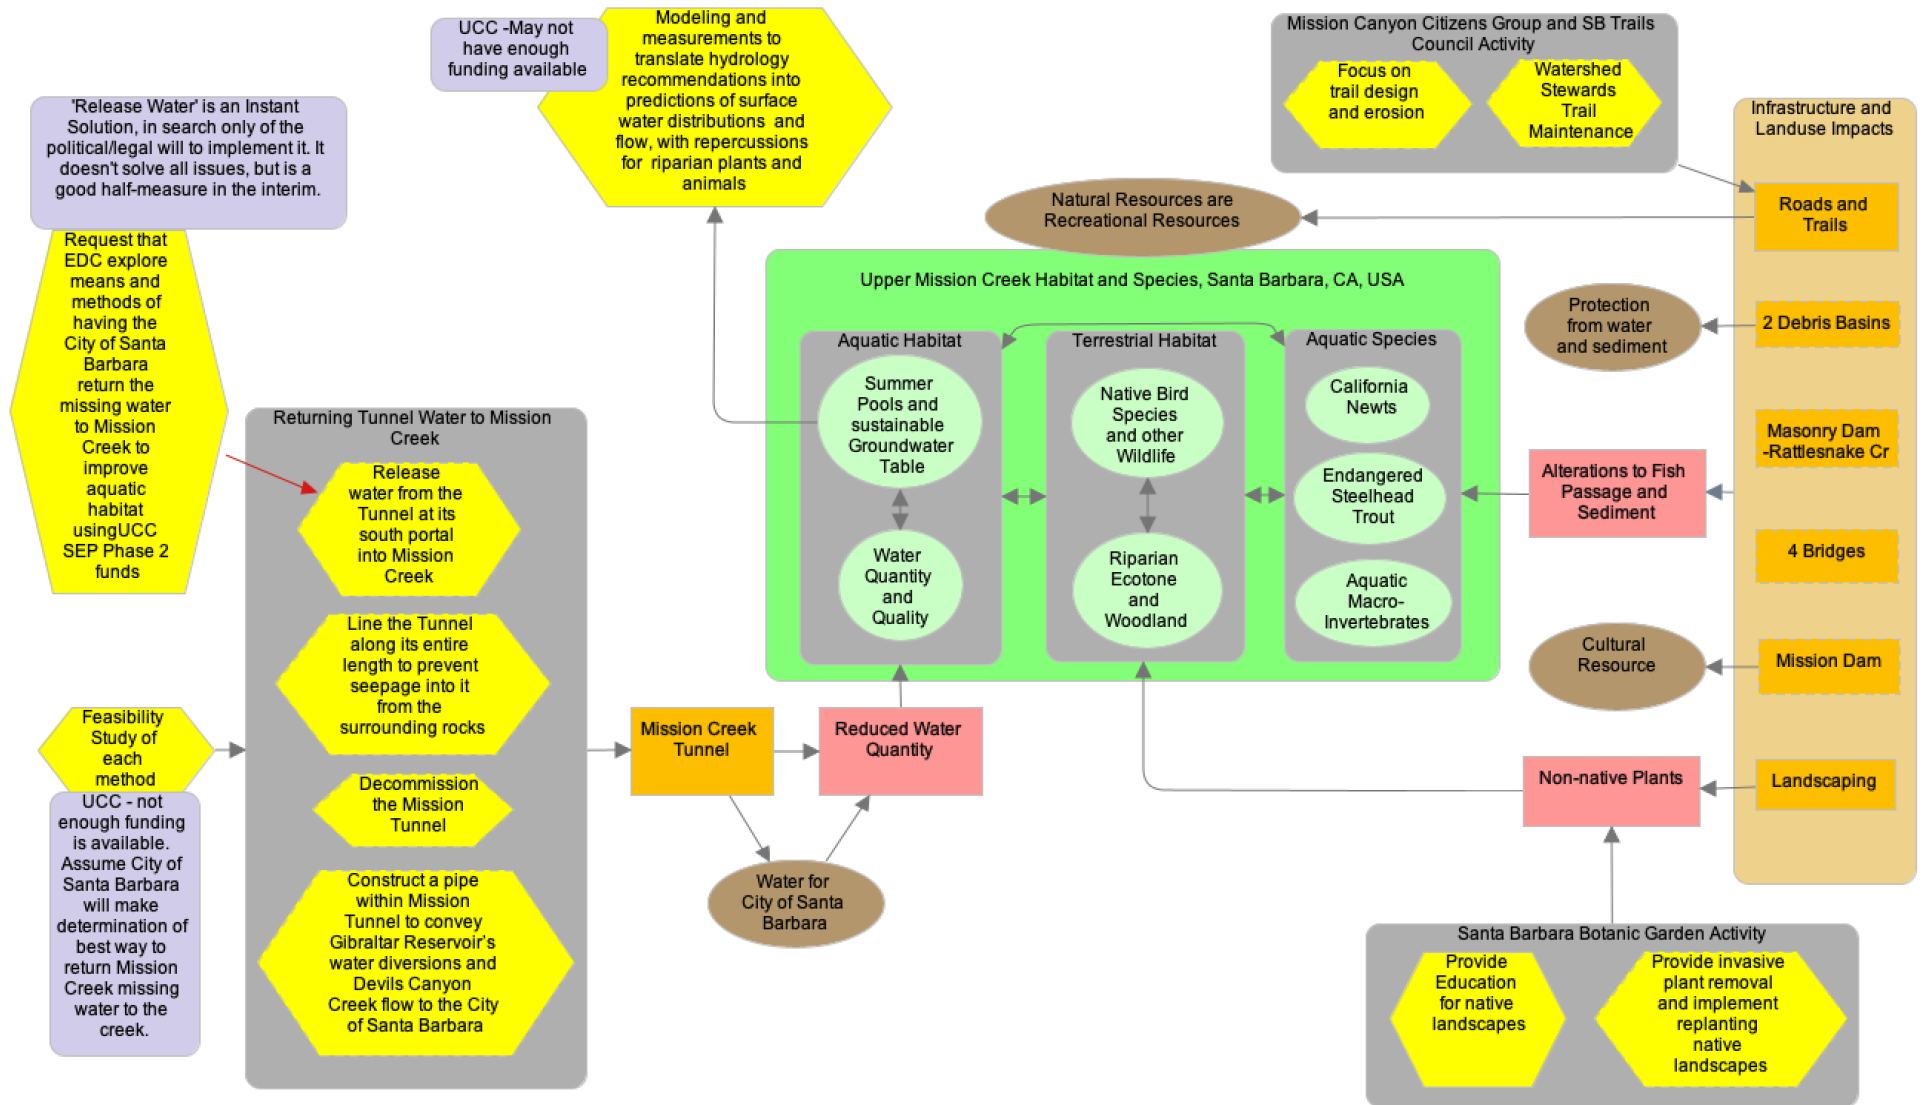 UCC -May not
have enough
funding available
Modeling and
measurements to
translate hydrology
recommendations into
predictions of surface
water distributions and
flow, with repercussions
for riparian plants and
animals
Mission Canyon Citizens Group and SB Trails
Council Activity
Focus on
trail design
and erosion
Watershed
Stewards
Trail
Maintenance
'Release Water' is an Instant
Solution, in search only of the
political/legal will to implement it. It
doesn't solve all issues, but is a
good half-measure in the interim.
Infrastructure and
Landuse Impacts
Roads and
Trails
2 Debris Basins
Masonry Dam
-Rattlesnake Cr
4 Bridges
Mission Dam
Landscaping
Natural Resources are
Recreational Resources
Protection
from water
and sediment
Cultural
Resource
Request that
EDC explore
means and
methods of
having the
City of Santa
Barbara
return the
missing water
to Mission
Creek to
improve
aquatic
habitat
usingUCC
SEP Phase 2
funds
Upper Mission Creek Habitat and Species, Santa Barbara, CA, USA
Aquatic Habitat
Summer
Pools and
sustainable
Groundwater
Table
Water
Quantity
and
Quality
Terrestrial Habitat
Native Bird
Species
and other
Wildlife
Riparian
Ecotone
and
Woodland
Aquatic Species
California
Newts
Endangered
Steelhead
Trout
Aquatic
Macro-
Invertebrates
Alterations to Fish
Passage and
Sediment
Returning Tunnel Water to Mission
Creek
Release
water from the
Tunnel at its
south portal
into Mission
Creek
Line the Tunnel
along its entire
length to prevent
seepage into it
from the
surrounding rocks
Decommission
the Mission
Tunnel
Construct a pipe
within Mission
Tunnel to convey
Gibraltar Reservoir's
water diversions and
Devils Canyon
Creek flow to the City
of Santa Barbara
Feasibility
Study of
each
method
UCC - not
enough funding
is available.
Assume City of
Santa Barbara
will make
determination of
best way to
return Mission
Creek missing
water to the
creek.
Mission Creek
Tunnel
Reduced Water
Quantity
Water for
City of Santa
Barbara
Non-native Plants
Santa Barbara Botanic Garden Activity
Provide
Education
for native
landscapes
Provide invasive
plant removal
and implement
replanting
native
landscapes